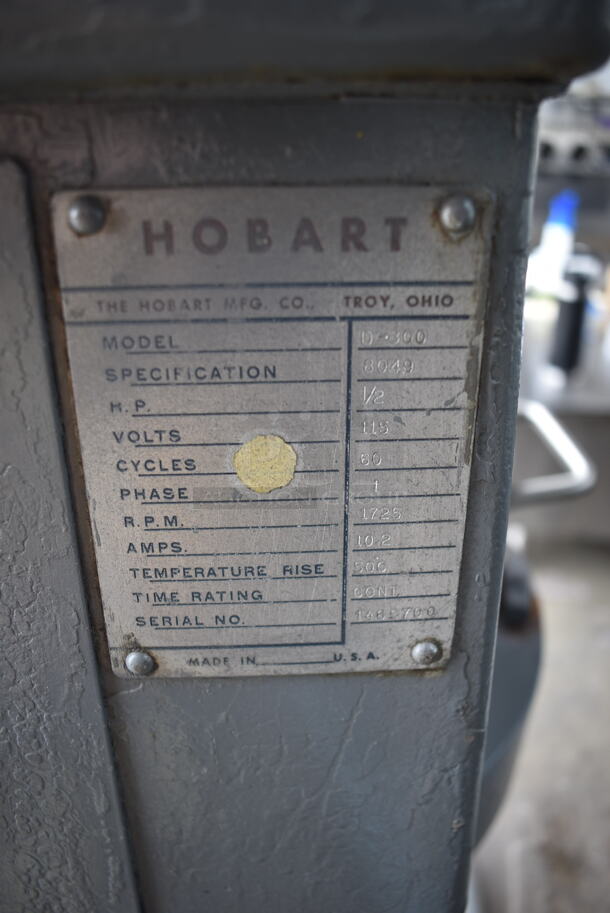 HOBART
THE HOBART MFG. CO., TROY, OHIO
MODEL D-300
SPECIFICATION 8049
H.P. 1/2
VOLTS 115
CYCLES 60
PHASE 1
R.P.M. 1725
AMPS. 10.2
TEMPERATURE RISE 50C
TIME RATING CONT.
SERIAL NO.
MADE IN U.S.A.